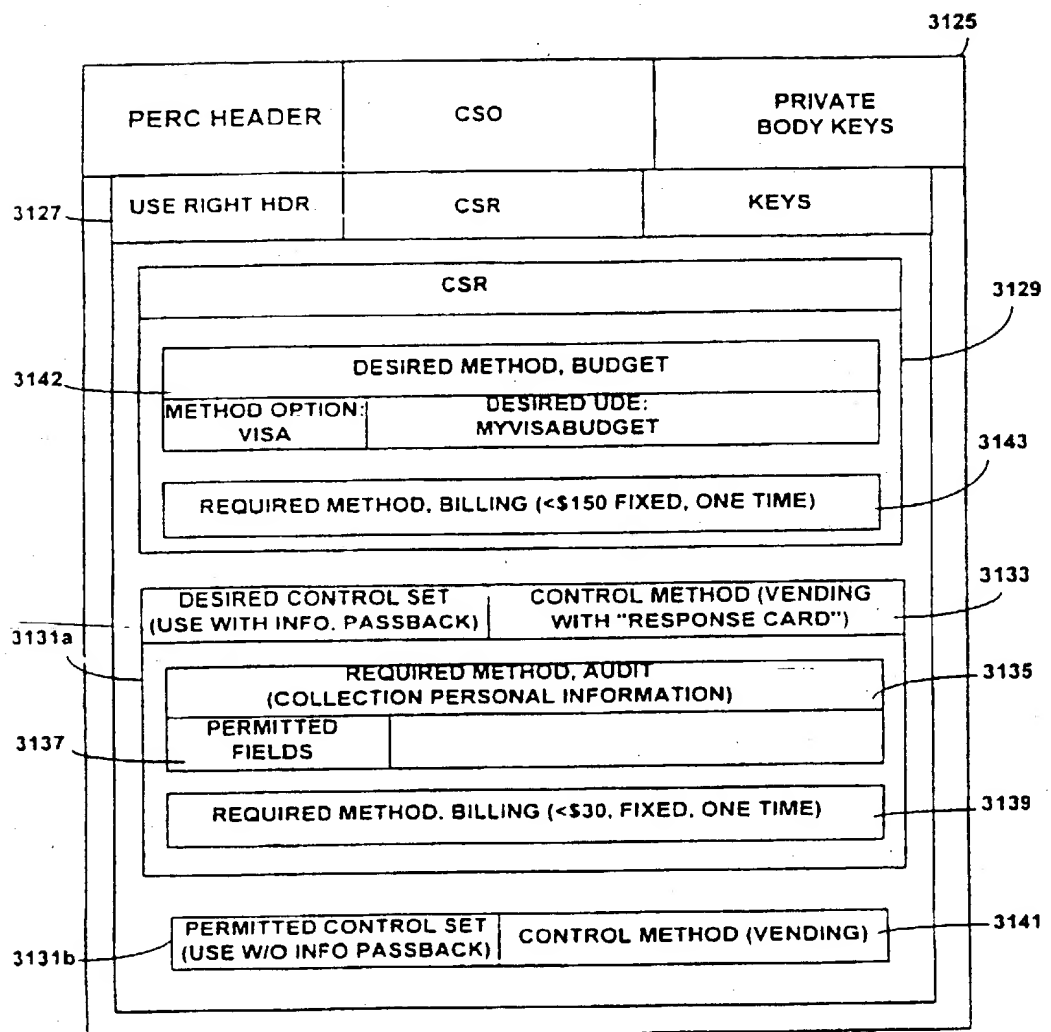 3125
PERC HEADER
CSO
PRIVATE
BODY KEYS
3127
USE RIGHT HDR
CSR
KEYS
CSR
3129
DESIRED METHOD, BUDGET
3142
METHOD OPTION:
VISA
DESIRED UDE:
MYVISABUDGET
3143
REQUIRED METHOD, BILLING (<$150 FIXED, ONE TIME)
3133
DESIRED CONTROL SET
(USE WITH INFO. PASSBACK)
CONTROL METHOD (VENDING
WITH "RESPONSE CARD")
3131a
REQUIRED METHOD, AUDIT
(COLLECTION PERSONAL INFORMATION)
3135
3137
PERMITTED
FIELDS
REQUIRED METHOD. BILLING (<$30, FIXED, ONE TIME)
3139
PERMITTED CONTROL SET
(USE W/O INFO PASSBACK)
CONTROL METHOD (VENDING)
3141
3131b